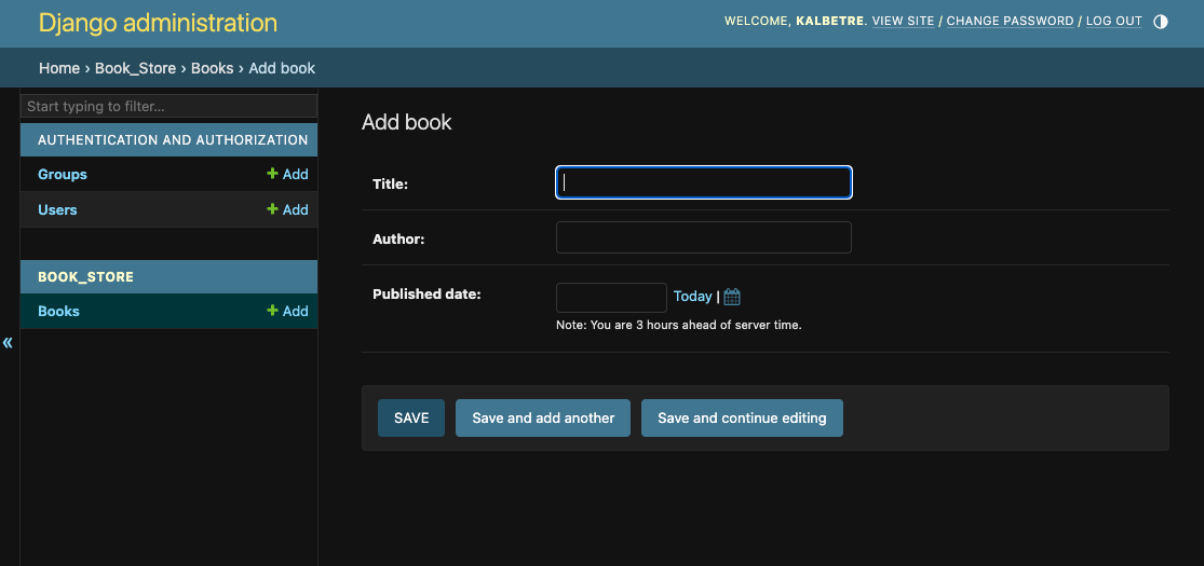 Django administration
WELCOME, KALBETRE. VIEW SITE / CHANGE PASSWORD / LOG OUT
Home › Book_Store › Books › Add book
Start typing to filter...
AUTHENTICATION AND AUTHORIZATION
Groups + Add
Users + Add
BOOK_STORE
Books + Add
«
Add book
Title:
Author:
Published date: Today |
Note: You are 3 hours ahead of server time.
SAVE Save and add another Save and continue editing